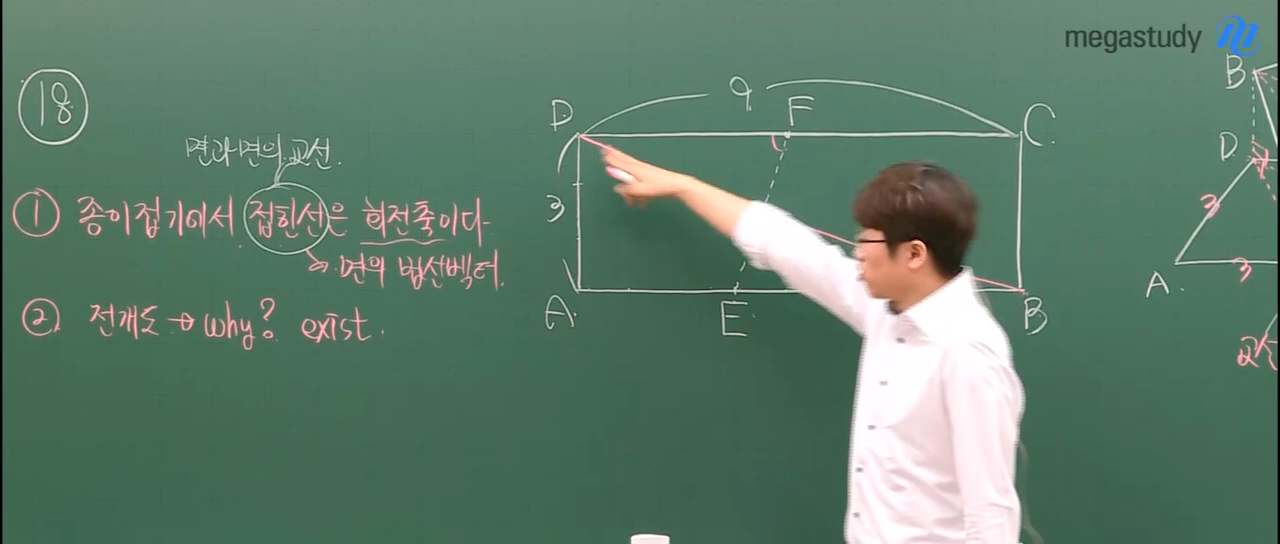 megastudy
18
면과 면의 교선.
① 종이접기에서 접힌선은 회전축이다
→ 면의 법선벡터.
② 전개도 → why? exist.
9
D F C
3
A E B
B
D
3
A. 3
교선